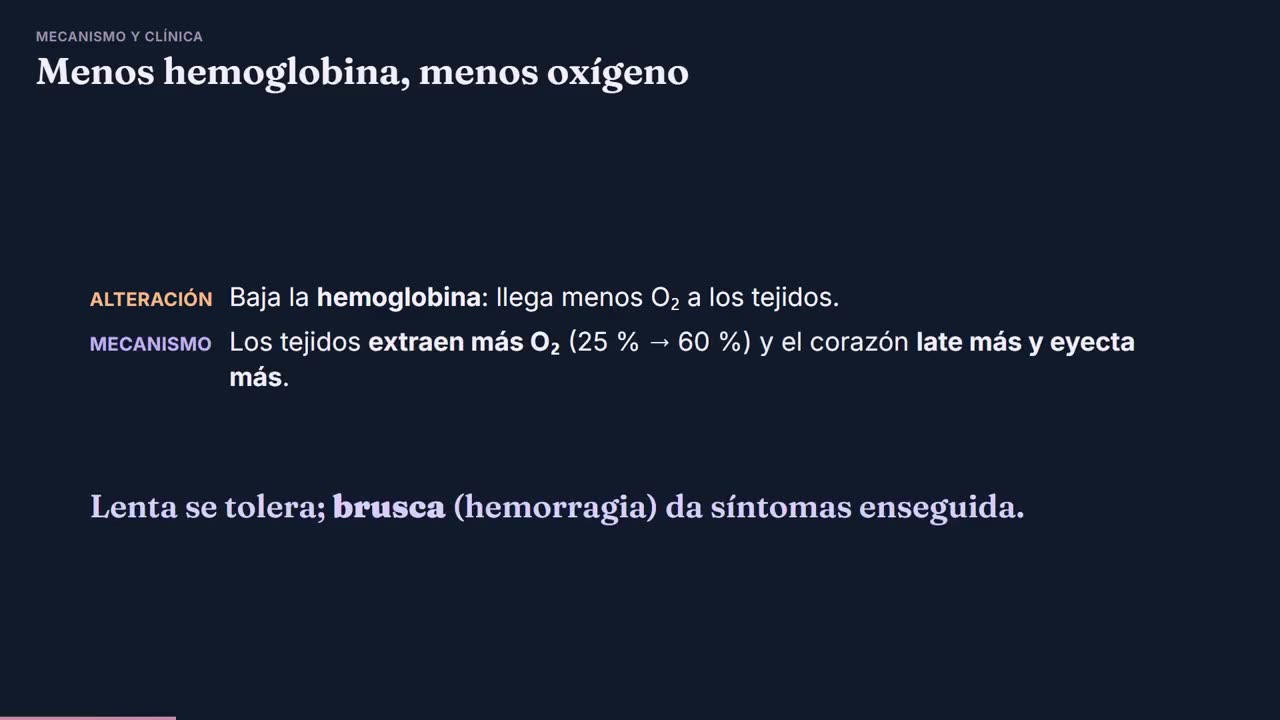 MECANISMO Y CLÍNICA
Menos hemoglobina, menos oxígeno
ALTERACIÓN Baja la hemoglobina: llega menos O₂ a los tejidos.
MECANISMO Los tejidos extraen más O₂ (25 % → 60 %) y el corazón late más y eyecta
más.
Lenta se tolera; brusca (hemorragia) da síntomas enseguida.